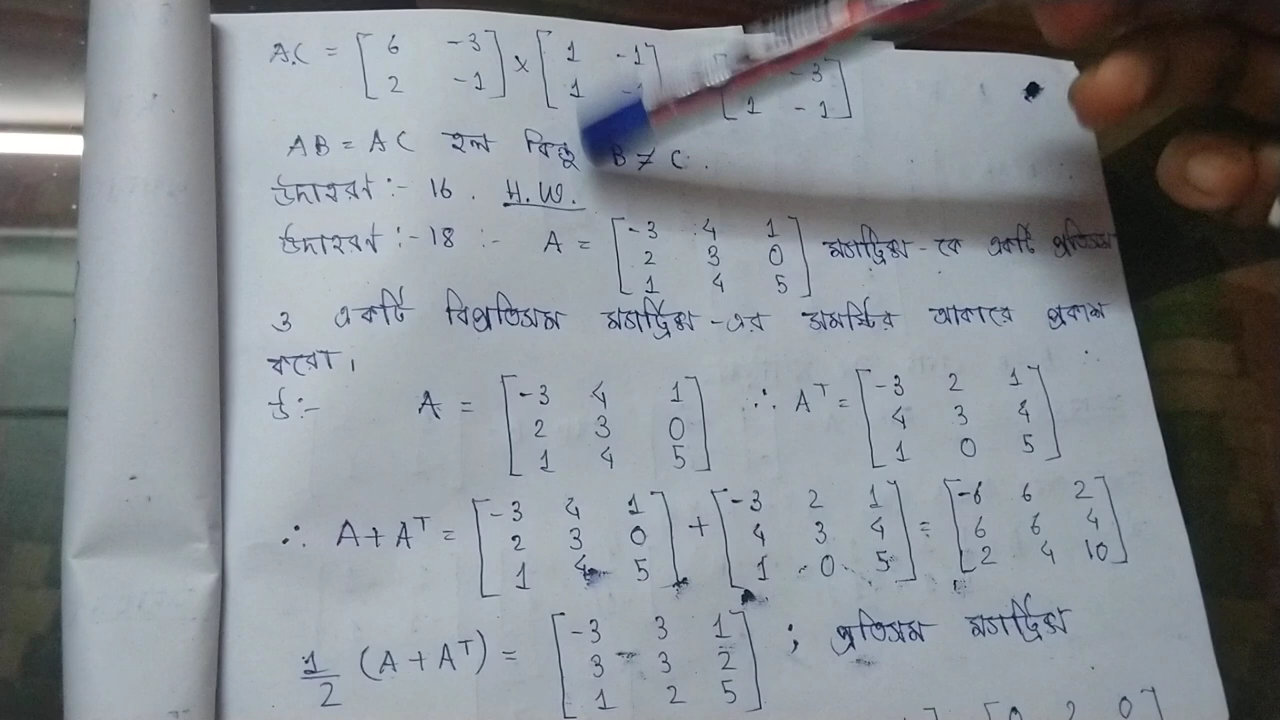 A.C = [ 6 -3 ] × [ 1 -1 ] [ -3 ]
[ 2 -1 ] [ 1 ] [ 1 -1 ]
AB = AC হল কিন্তু B ≠ C.
উদাহরণ :- 16 . H.W.
উদাহরণ :- 18 :- A = [ -3 4 1 ] ম্যাট্রিক্স-কে একটি প্রতিসম
[ 2 3 0 ]
[ 1 4 5 ]
ও একটি বিপ্রতিসম ম্যাট্রিক্স-এর সমষ্টির আকারে প্রকাশ
করো।
উ:- A = [ -3 4 1 ] ∴ Aᵀ = [ -3 2 1 ]
[ 2 3 0 ] [ 4 3 4 ]
[ 1 4 5 ] [ 1 0 5 ]
∴ A+Aᵀ = [ -3 4 1 ] + [ -3 2 1 ] = [ -6 6 2 ]
[ 2 3 0 ] [ 4 3 4 ] [ 6 6 4 ]
[ 1 4 5 ] [ 1 0 5 ] [ 2 4 10 ]
1/2 (A+Aᵀ) = [ -3 3 1 ] ; প্রতিসম ম্যাট্রিক্স
[ 3 3 2 ]
[ 1 2 5 ]
[ 0 2 0 ]